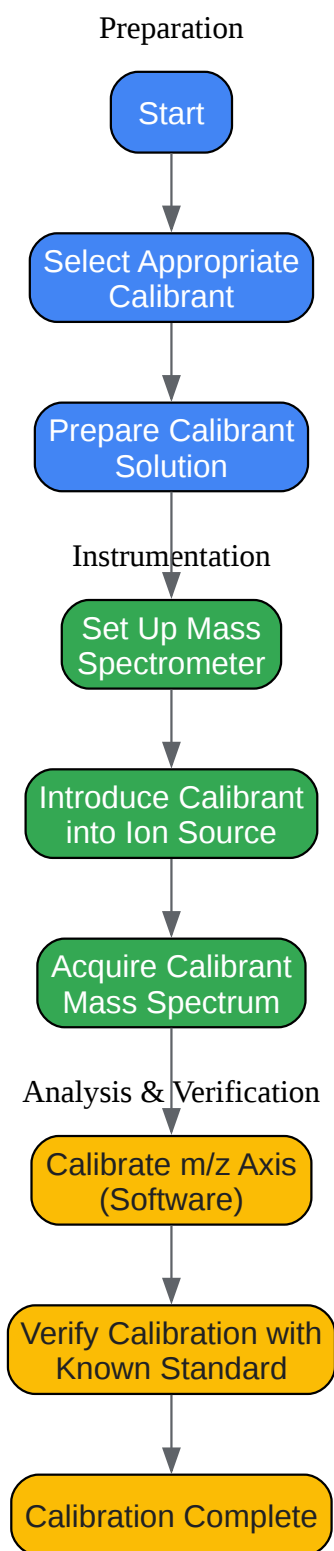 Preparation
Start
Select Appropriate
Calibrant
Prepare Calibrant
Solution
Instrumentation
Set Up Mass
Spectrometer
Introduce Calibrant
into Ion Source
Acquire Calibrant
Mass Spectrum
Analysis & Verification
Calibrate m/z Axis
(Software)
Verify Calibration with
Known Standard
Calibration Complete